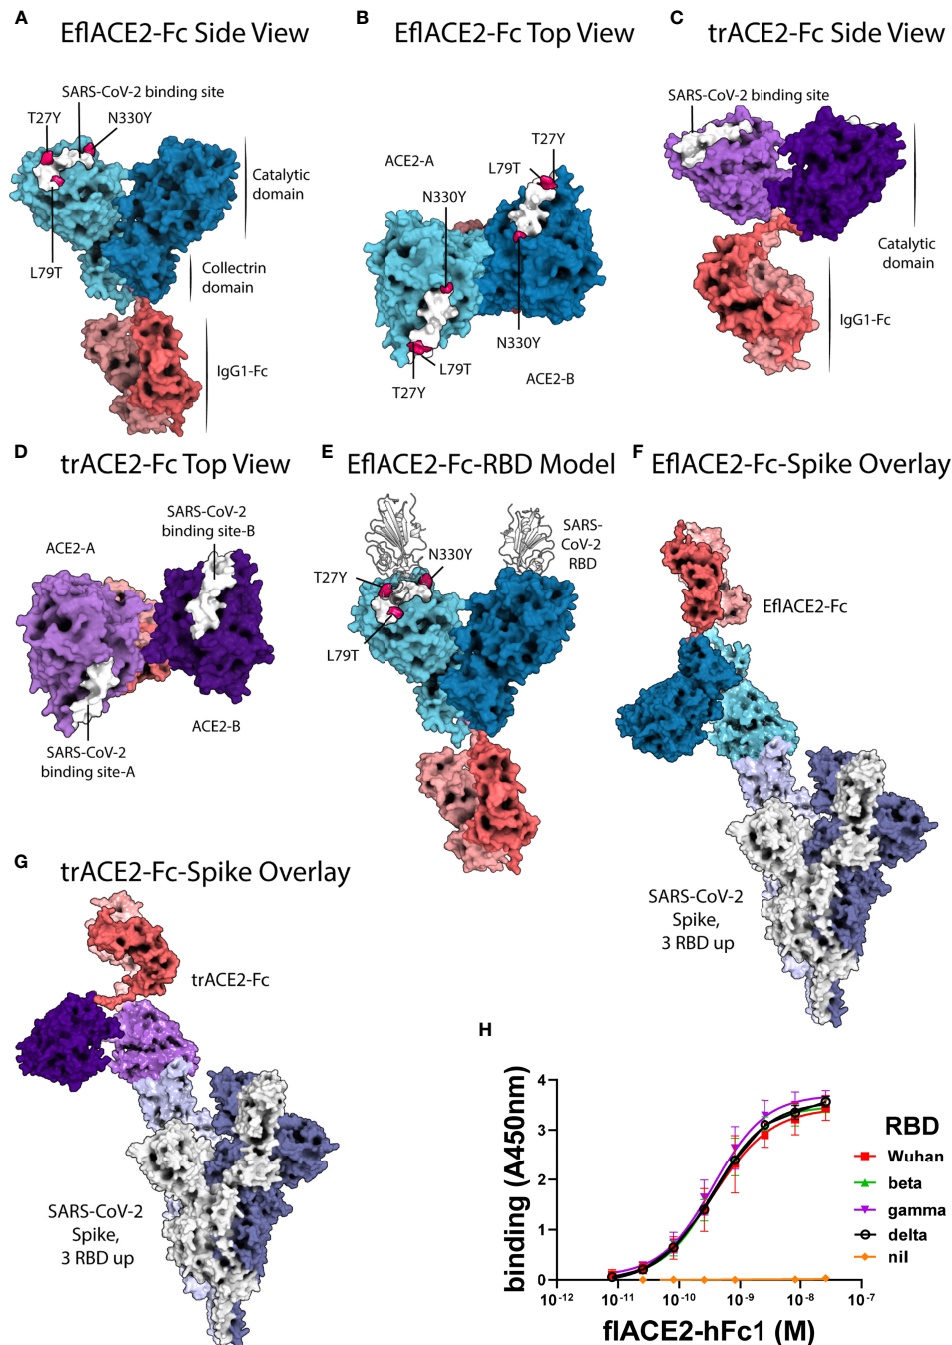 A
EflACE2-Fc Side View
SARS-CoV-2 binding site
T27Y
N330Y
L79T
Catalytic
domain
Collectrin
domain
IgG1-Fc
B
EflACE2-Fc Top View
ACE2-A
T27Y
L79T
N330Y
N330Y
L79T
T27Y
ACE2-B
C
trACE2-Fc Side View
SARS-CoV-2
binding site
Catalytic
domain
IgG1-Fc
D
trACE2-Fc Top View
SARS-CoV-2
binding site-B
ACE2-A
ACE2-B
SARS-CoV-2
binding site-A
E
EflACE2-Fc-RBD Model
SARS-
CoV-2
RBD
N330Y
T27Y
L79T
F
EflACE2-Fc-Spike Overlay
EflACE2-Fc
SARS-CoV-2
Spike,
3 RBD up
G
trACE2-Fc-Spike Overlay
trACE2-Fc
SARS-CoV-2
Spike,
3 RBD up
H
binding (A450nm)
4
3
2
1
0
10-12
10-11
10-10
10-9
10-8
10-7
flACE2-hFc1 (M)
RBD
Wuhan
beta
gamma
delta
nil